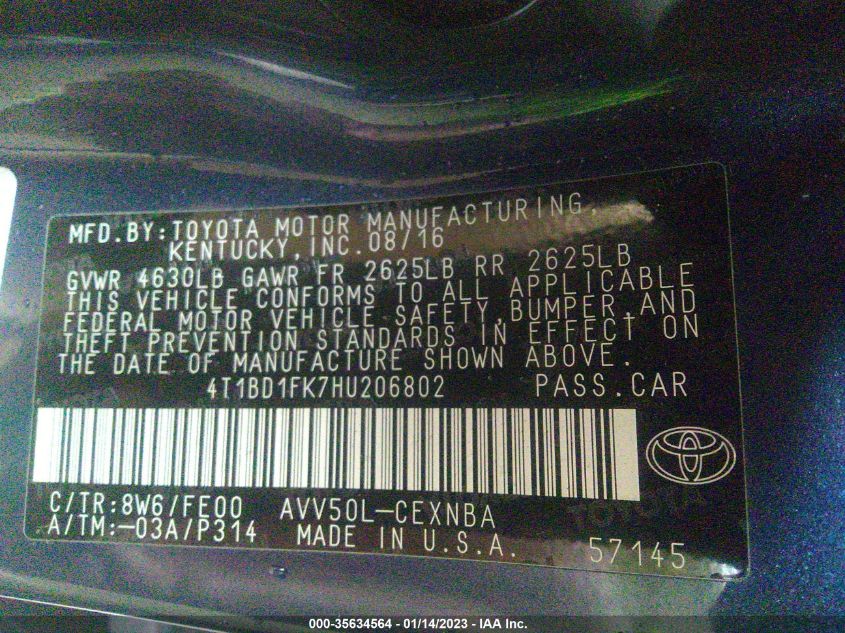 MFD.BY:TOYOTA MOTOR MANUFACTURING,
KENTUCKY, INC. 08/16
GVWR 4630LB GAWR FR 2625LB RR 2625LB
THIS VEHICLE CONFORMS TO ALL APPLICABLE
FEDERAL MOTOR VEHICLE SAFETY, BUMPER, AND
THEFT PREVENTION STANDARDS IN EFFECT ON
THE DATE OF MANUFACTURE SHOWN ABOVE.
4T1BD1FK7HU206802 PASS.CAR
C/TR:8W6/FE00 AVV50L-CEXNBA
A/TM:-03A/P314 MADE IN U.S.A. 57145
TOYOTA
000-35634564 - 01/14/2023 - IAA Inc.